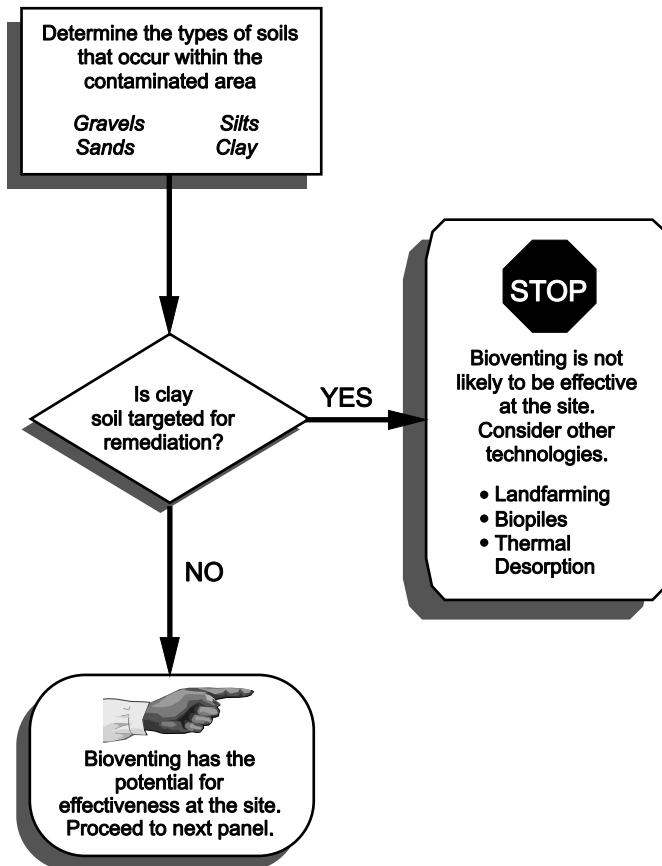 Determine the types of soils
that occur within the
contaminated area
Gravels Silts
Sands Clay
Is clay
soil targeted for
remediation?
YES
STOP
Bioventing is not
likely to be effective
at the site.
Consider other
technologies.
• Landfarming
• Biopiles
• Thermal
Desorption
NO
Bioventing has the
potential for
effectiveness at the site.
Proceed to next panel.